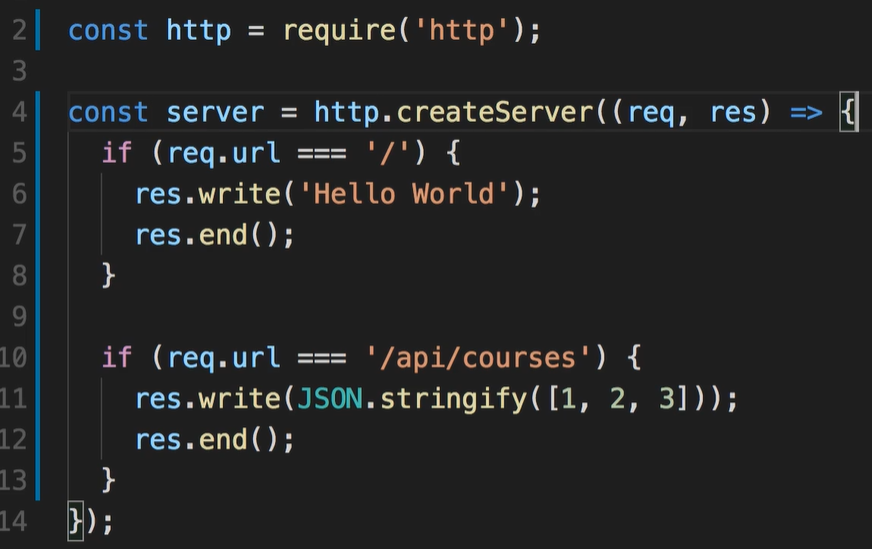 2 const http = require('http');
3
4 const server = http.createServer((req, res) => {
5   if (req.url === '/') {
6     res.write('Hello World');
7     res.end();
8   }
9
10   if (req.url === '/api/courses') {
11     res.write(JSON.stringify([1, 2, 3]));
12     res.end();
13   }
14 });